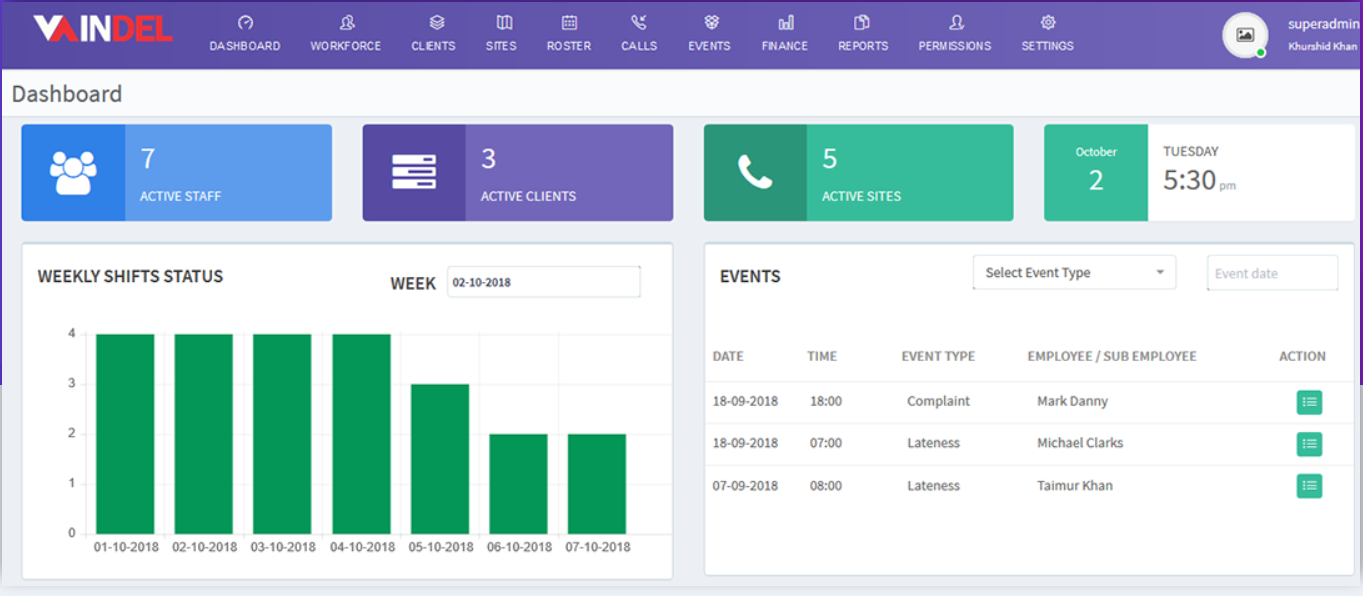 VAINDEL
DASHBOARD WORKFORCE CLIENTS SITES ROSTER CALLS EVENTS FINANCE REPORTS PERMISSIONS SETTINGS
superadmin
Khurshid Khan
Dashboard
7
ACTIVE STAFF
3
ACTIVE CLIENTS
5
ACTIVE SITES
October
2
TUESDAY
5:30 pm
WEEKLY SHIFTS STATUS
WEEK 02-10-2018
4
3
2
1
0
01-10-2018 02-10-2018 03-10-2018 04-10-2018 05-10-2018 06-10-2018 07-10-2018
EVENTS Select Event Type Event date
DATE TIME EVENT TYPE EMPLOYEE / SUB EMPLOYEE ACTION
18-09-2018 18:00 Complaint Mark Danny
18-09-2018 07:00 Lateness Michael Clarks
07-09-2018 08:00 Lateness Taimur Khan